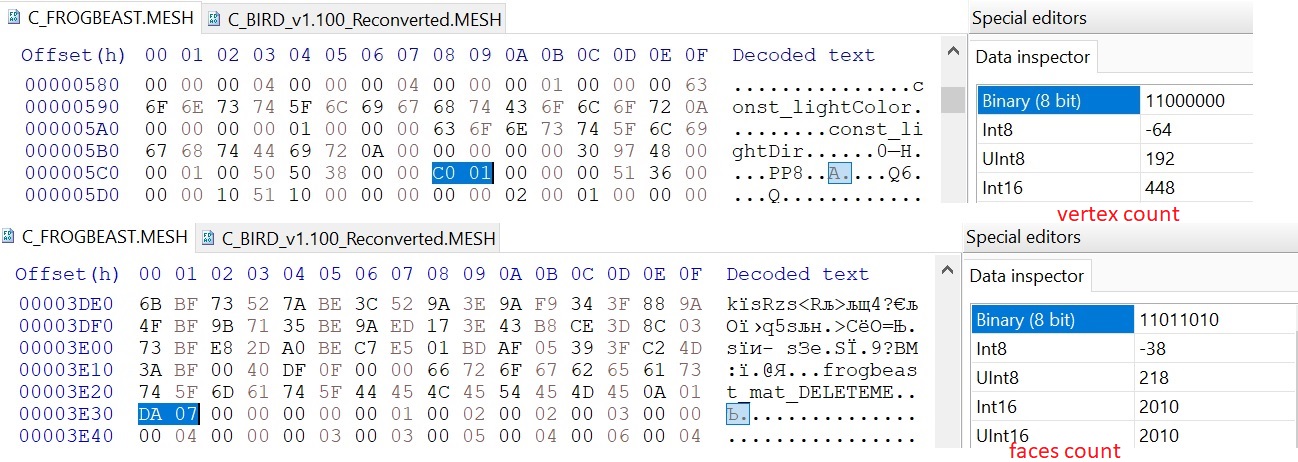 C_FROGBEAST.MESH C_BIRD_v1.100_Reconverted.MESH Special editors
Offset(h) 00 01 02 03 04 05 06 07 08 09 0A 0B 0C 0D 0E 0F Decoded text Data inspector
00000580 00 00 00 04 00 00 00 04 00 00 00 01 00 00 00 63 ...............c
Binary (8 bit) 11000000
00000590 6F 6E 73 74 5F 6C 69 67 68 74 43 6F 6C 6F 72 0A onst_lightColor.
Int8 -64
000005A0 00 00 00 00 01 00 00 00 63 6F 6E 73 74 5F 6C 69 ........const_li
000005B0 67 68 74 44 69 72 0A 00 00 00 00 00 30 97 48 00 ghtDir......0—H.
UInt8 192
000005C0 00 01 00 50 50 38 00 00 C0 01 00 00 00 51 36 00 ...PP8..А....Q6.
Int16 448
000005D0 00 00 10 51 10 00 00 00 00 00 02 00 01 00 00 00 ...Q............
vertex count
C_FROGBEAST.MESH C_BIRD_v1.100_Reconverted.MESH Special editors
Offset(h) 00 01 02 03 04 05 06 07 08 09 0A 0B 0C 0D 0E 0F Decoded text Data inspector
00003DE0 6B BF 73 52 7A BE 3C 52 9A 3E 9A F9 34 3F 88 9A kїsRzѕ<Rљ>љщ4?€љ
Binary (8 bit) 11011010
00003DF0 4F BF 9B 71 35 BE 9A ED 17 3E 43 B8 CE 3D 8C 03 Oї›q5ѕљн.>CёО=Њ.
Int8 -38
00003E00 73 BF E8 2D A0 BE C7 E5 01 BD AF 05 39 3F C2 4D sїи- ѕЗе.ЅЇ.9?ВM
00003E10 3A BF 00 40 DF 0F 00 00 66 72 6F 67 62 65 61 73 :ї.@Я...frogbeas
UInt8 218
00003E20 74 5F 6D 61 74 5F 44 45 4C 45 54 45 4D 45 0A 01 t_mat_DELETEME..
Int16 2010
00003E30 DA 07 00 00 00 00 00 01 00 02 00 02 00 03 00 00 Ъ...............
UInt16 2010
00003E40 00 04 00 00 00 03 00 03 00 05 00 04 00 06 00 04 ................
faces count